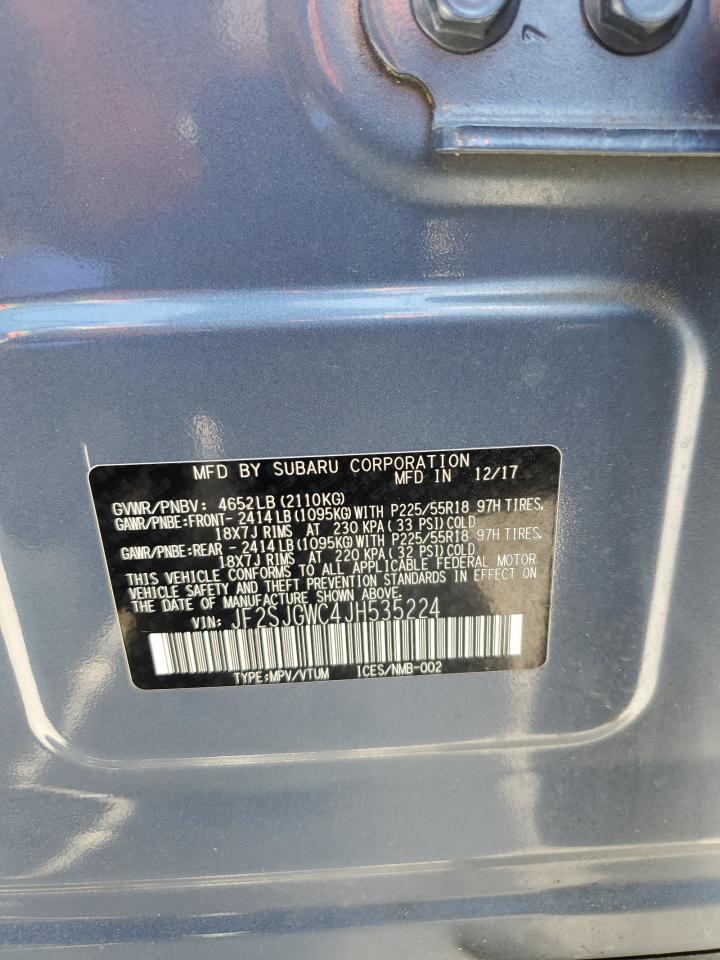 MFD BY SUBARU CORPORATION
MFD IN 12/17
GVWR/PNBV: 4652LB(2110KG)
GAWR/PNBE:FRONT-2414LB(1095KG)WITH P225/55R18 97H TIRES,
18X7J RIMS AT 230 KPA(33 PSI)COLD
GAWR/PNBE:REAR -2414LB(1095KG)WITH P225/55R18 97H TIRES,
18X7J RIMS AT 220 KPA(32 PSI)COLD.
THIS VEHICLE CONFORMS TO ALL APPLICABLE FEDERAL MOTOR
VEHICLE SAFETY AND THEFT PREVENTION STANDARDS IN EFFECT ON
THE DATE OF MANUFACTURE SHOWN ABOVE.
VIN: JF2SJGWC4JH535224
TYPE:MPV/VTUM ICES/NMB-002